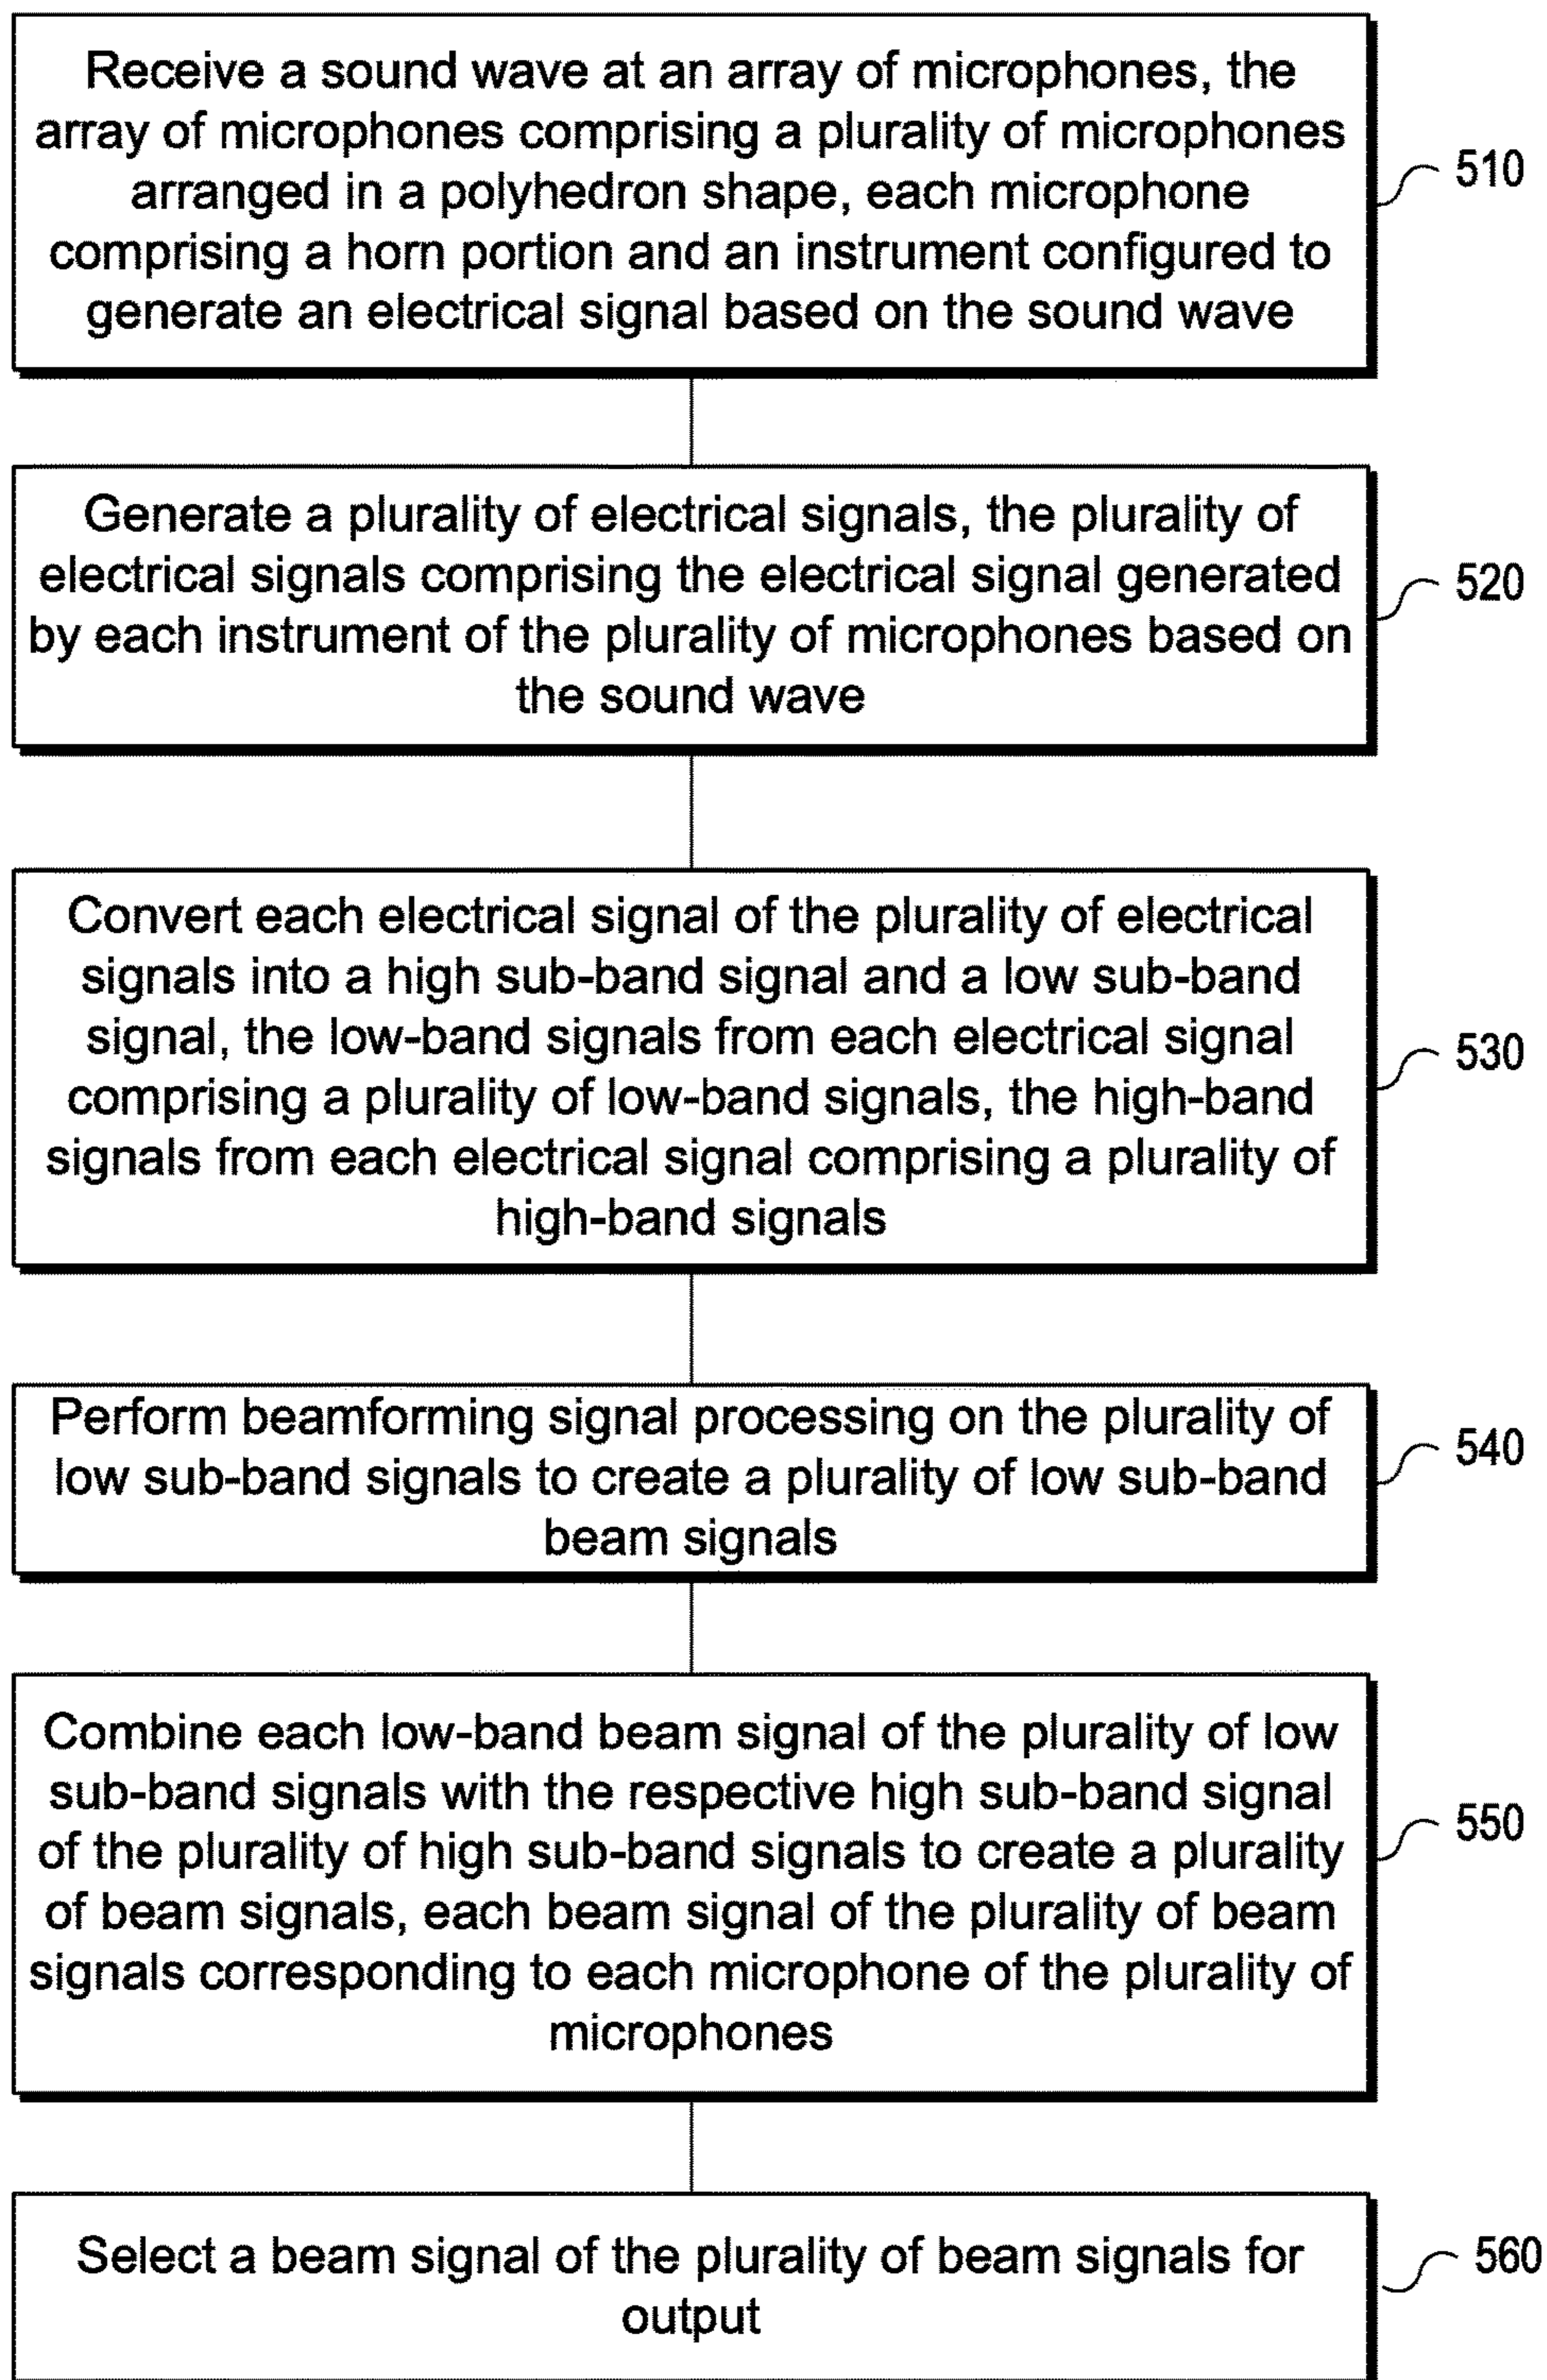 Receive a sound wave at an array of microphones, the
array of microphones comprising a plurality of microphones
arranged in a polyhedron shape, each microphone
comprising a horn portion and an instrument configured to
generate an electrical signal based on the sound wave
510
Generate a plurality of electrical signals, the plurality of
electrical signals comprising the electrical signal generated
by each instrument of the plurality of microphones based on
the sound wave
520
Convert each electrical signal of the plurality of electrical
signals into a high sub-band signal and a low sub-band
signal, the low-band signals from each electrical signal
comprising a plurality of low-band signals, the high-band
signals from each electrical signal comprising a plurality of
high-band signals
530
Perform beamforming signal processing on the plurality of
low sub-band signals to create a plurality of low sub-band
beam signals
540
Combine each low-band beam signal of the plurality of low
sub-band signals with the respective high sub-band signal
of the plurality of high sub-band signals to create a plurality
of beam signals, each beam signal of the plurality of beam
signals corresponding to each microphone of the plurality of
microphones
550
Select a beam signal of the plurality of beam signals for
output
560